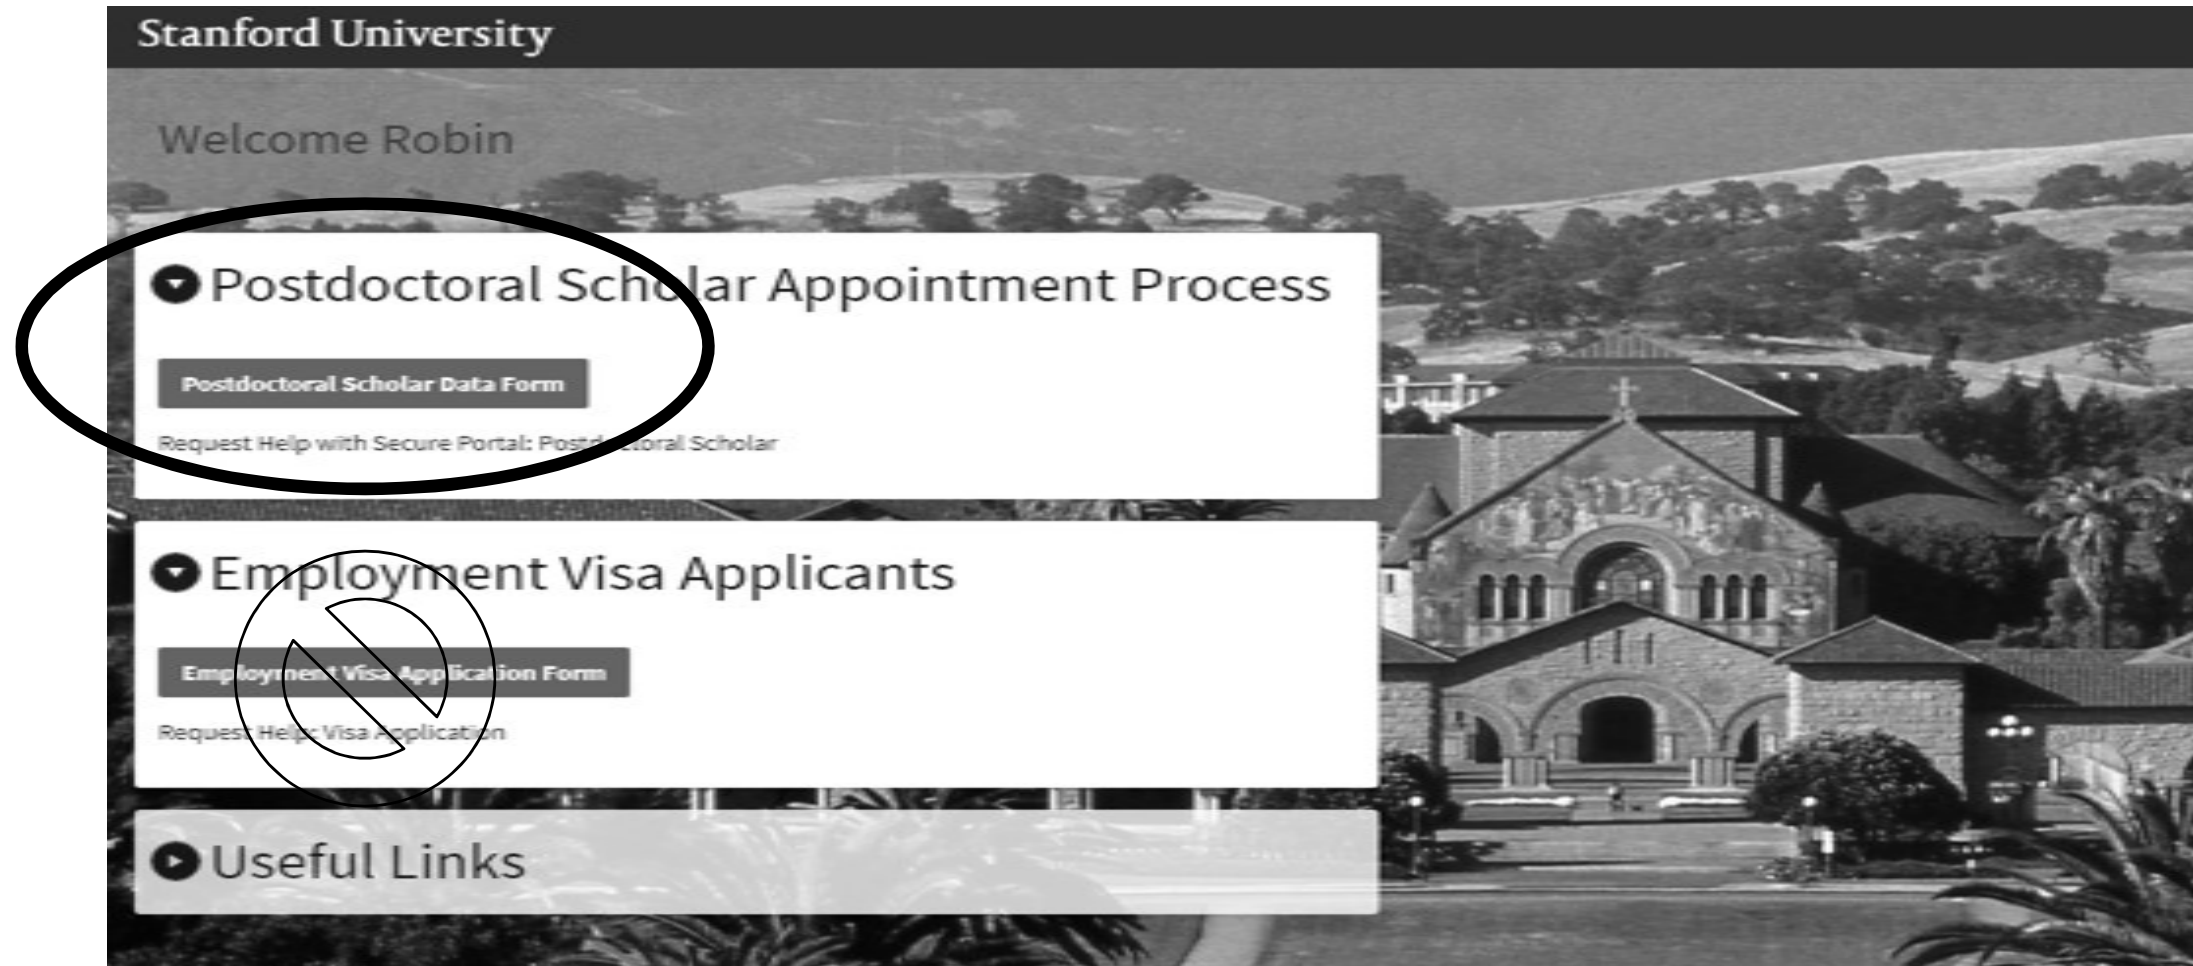 Stanford University
Welcome Robin
Postdoctoral Scholar Appointment Process
Postdoctoral Scholar Data Form
Request Help with Secure Portal: Postdoctoral Scholar
Employment Visa Applicants
Employment Visa Application Form
Request Help: Visa Application
Useful Links